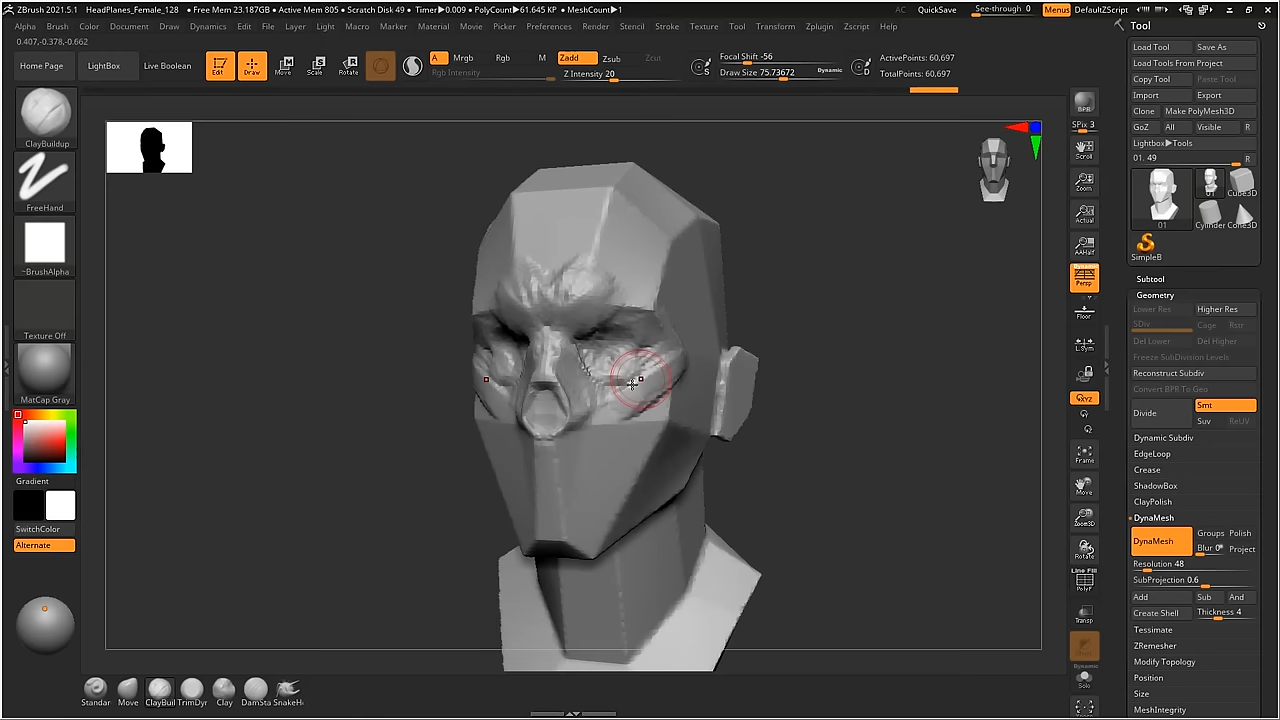 ZBrush 2021.5.1 HeadPlanes_Female_128 • Free Mem 23.187GB • Active Mem 805 • Scratch Disk 49 • Timer▶0.009 • PolyCount▶61.645 KP • MeshCount▶1 AC QuickSave See-through 0 Menus DefaultZScript
Alpha Brush Color Document Draw Dynamics Edit File Layer Light Macro Marker Material Movie Picker Preferences Render Stencil Stroke Texture Tool Transform Zplugin Zscript Help
0.407,-0.378,-0.662
Home Page LightBox Live Boolean Edit Draw Move Scale Rotate
A Mrgb Rgb M Zadd Zsub Zcut
Rgb Intensity Z Intensity 20
Focal Shift -56
Draw Size 75.73672 Dynamic
ActivePoints: 60,697
TotalPoints: 60,697
ClayBuildup
FreeHand
~BrushAlpha
Texture Off
MatCap Gray
Gradient
SwitchColor
Alternate
Standar Move ClayBuil TrimDyr Clay DamSta SnakeHo
BPR
SPix 3
Scroll
Zoom
Actual
AAHalf
Dynamic
Persp
Floor
L.Sym
Qxyz
Frame
Move
Zoom3D
Rotate
Line Fill
PolyF
Transp
Dynamic
Solo
Tool
Load Tool Save As
Load Tools From Project
Copy Tool Paste Tool
Import Export
Clone Make PolyMesh3D
GoZ All Visible R
Lightbox▶Tools
01. 49 R
01 01 Cube3D
Cylinder Cone3D
SimpleB
Subtool
Geometry
Lower Res Higher Res
SDiv Cage Rstr
Del Lower Del Higher
Freeze SubDivision Levels
Reconstruct Subdiv
Convert BPR To Geo
Divide Smt
Suv ReUV
Dynamic Subdiv
EdgeLoop
Crease
ShadowBox
ClayPolish
DynaMesh
DynaMesh Groups Polish
Blur 0 Project
Resolution 48
SubProjection 0.6
Add Sub And
Create Shell Thickness 4
Tessimate
ZRemesher
Modify Topology
Position
Size
MeshIntegrity